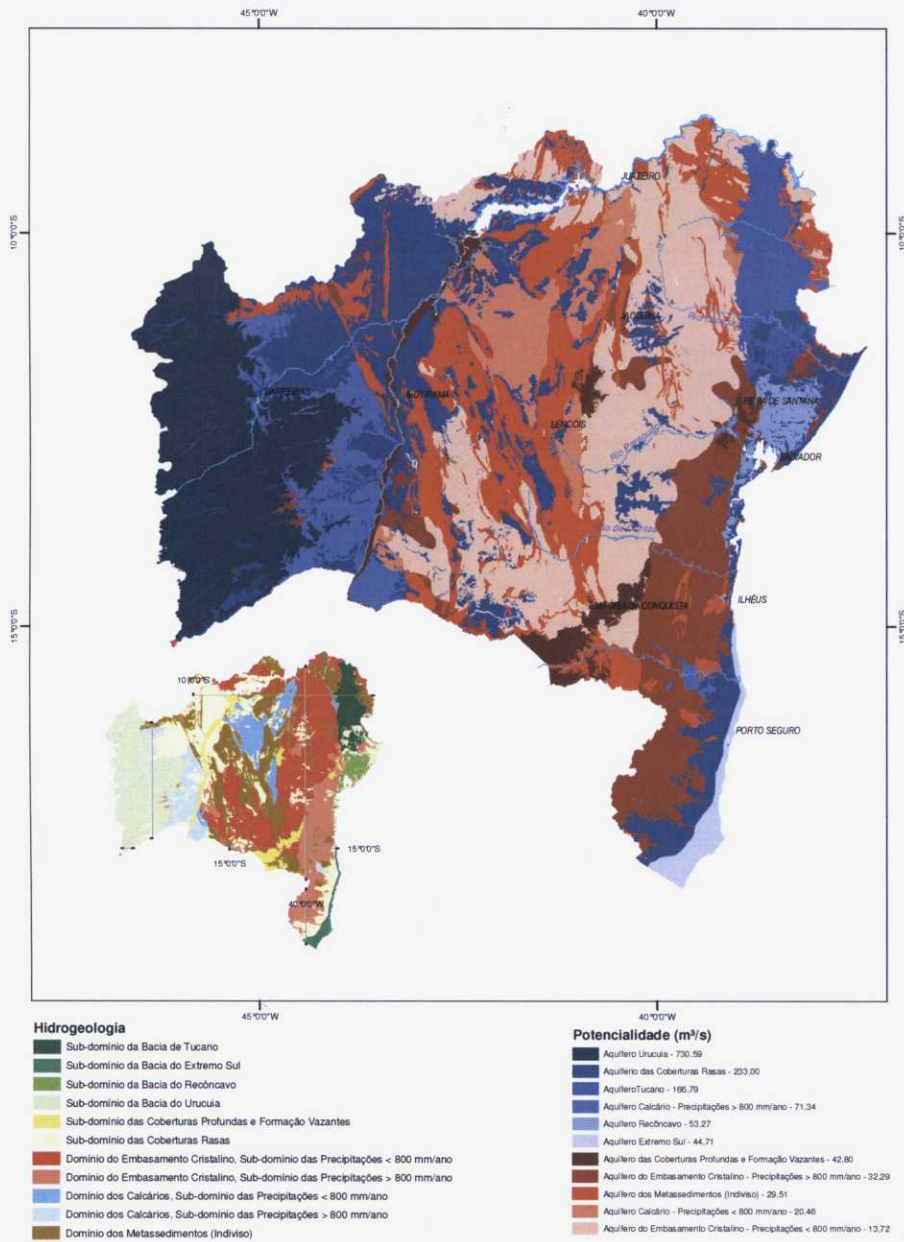 45°0'0"W 40°0'0"W
JUAZEIRO
10°0'0"S 10°0'0"S
JACOBINA
BARREIRAS IBOTIRAMA FEIRA DE SANTANA
LENÇOIS
Rio Paraguaçu
SALVADOR
Rio de Contas
VITÓRIA DA CONQUISTA ILHÉUS
15°0'0"S 15°0'0"S
10°0'0"S
PORTO SEGURO
15°0'0"S 15°0'0"S
40°0'0"W
45°0'0"W 40°0'0"W
Hidrogeologia
Sub-domínio da Bacia de Tucano
Sub-domínio da Bacia do Extremo Sul
Sub-domínio da Bacia do Recôncavo
Sub-domínio da Bacia do Urucuia
Sub-domínio das Coberturas Profundas e Formação Vazantes
Sub-domínio das Coberturas Rasas
Domínio do Embasamento Cristalino, Sub-domínio das Precipitações < 800 mm/ano
Domínio do Embasamento Cristalino, Sub-domínio das Precipitações > 800 mm/ano
Domínio dos Calcários, Sub-domínio das Precipitações < 800 mm/ano
Domínio dos Calcários, Sub-domínio das Precipitações > 800 mm/ano
Domínio dos Metassedimentos (Indiviso)
Potencialidade (m³/s)
Aquífero Urucuia - 730.59
Aquíferio das Coberturas Rasas - 233,00
AquíferoTucano - 166,79
Aquífero Calcário - Precipitações > 800 mm/ano - 71,34
Aquífero Recôncavo - 53,27
Aquífero Extremo Sul - 44,71
Aquífero das Coberturas Profundas e Formação Vazantes - 42,80
Aquífero do Embasamento Cristalino - Precipitações > 800 mm/ano - 32,29
Aquífero dos Metassedimentos (Indiviso) - 29,51
Aquífero Calcário - Precipitações < 800 mm/ano - 20,46
Aquífero do Embasamento Cristalino - Precipitações < 800 mm/ano - 13,72